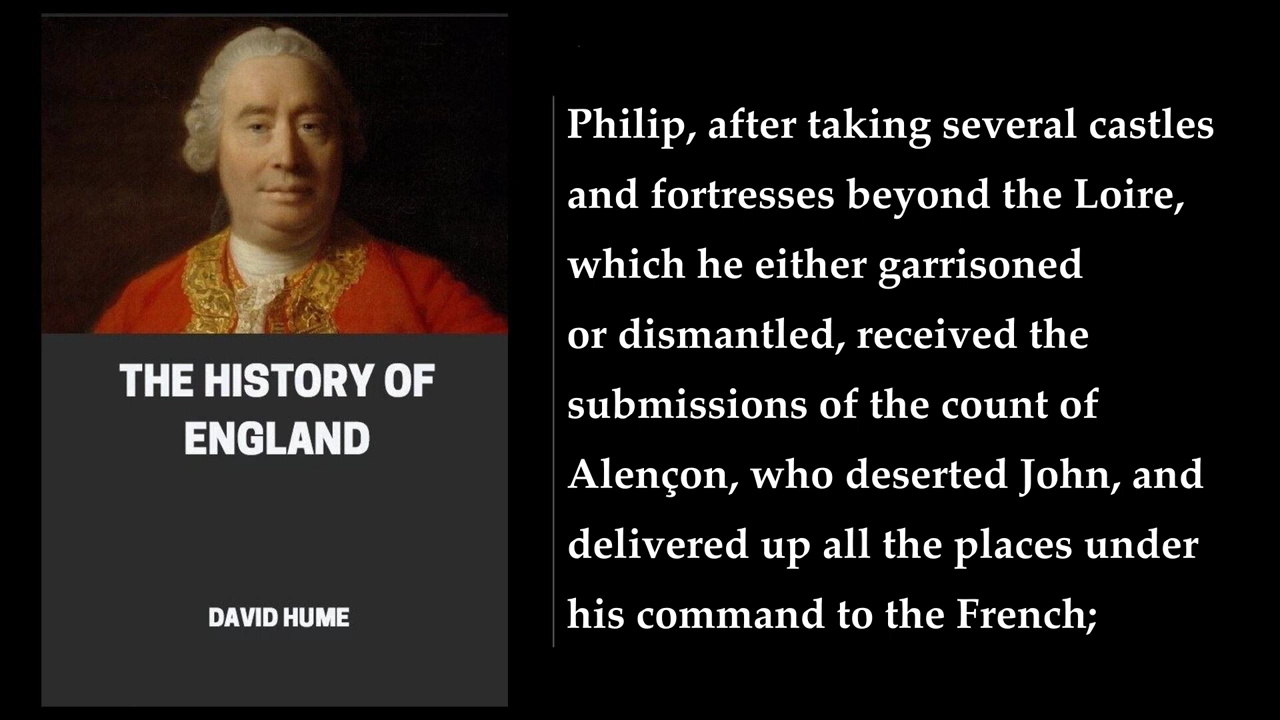 THE HISTORY OF
ENGLAND
DAVID HUME
Philip, after taking several castles
and fortresses beyond the Loire,
which he either garrisoned
or dismantled, received the
submissions of the count of
Alençon, who deserted John, and
delivered up all the places under
his command to the French;